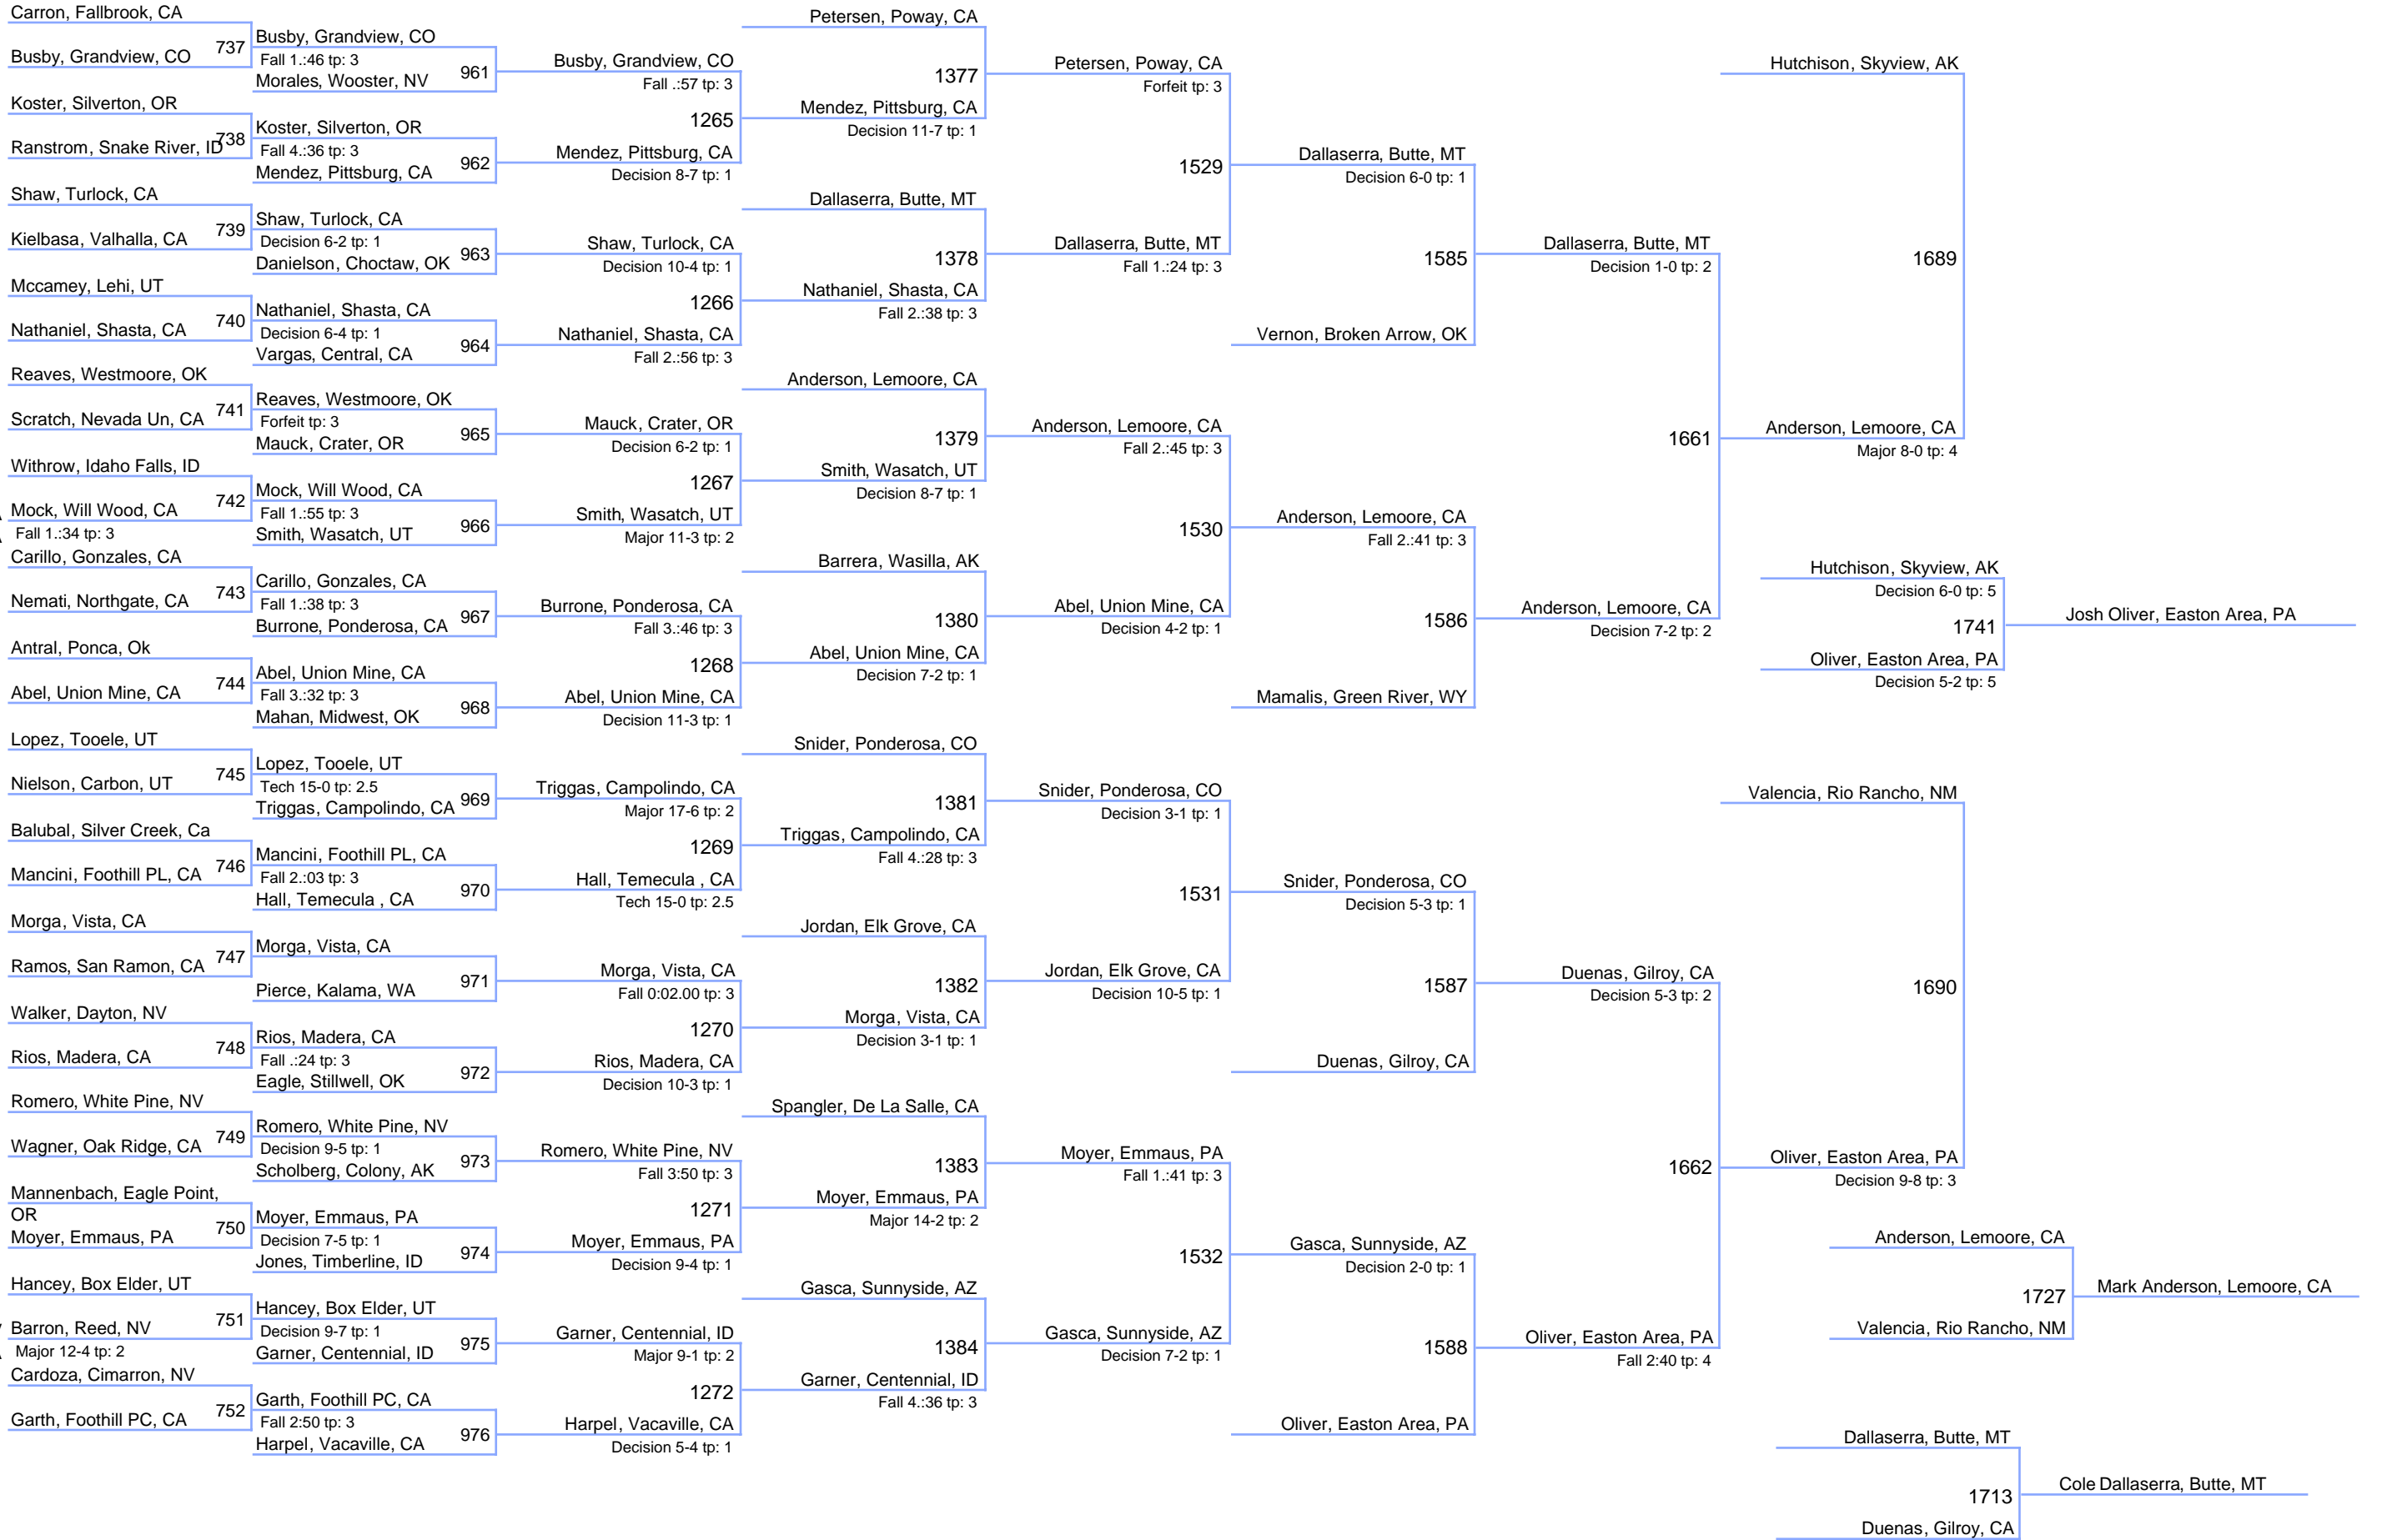 Carron, Fallbrook, CA
737
Busby, Grandview, CO
Koster, Silverton, OR
738
Ranstrom, Snake River, ID
Shaw, Turlock, CA
739
Kielbasa, Valhalla, CA
Mccamey, Lehi, UT
740
Nathaniel, Shasta, CA
Reaves, Westmoore, OK
741
Scratch, Nevada Un, CA
Withrow, Idaho Falls, ID
742
Mock, Will Wood, CA
Fall 1.:34 tp: 3
Carillo, Gonzales, CA
743
Nemati, Northgate, CA
Antral, Ponca, Ok
744
Abel, Union Mine, CA
Lopez, Tooele, UT
745
Nielson, Carbon, UT
Balubal, Silver Creek, Ca
746
Mancini, Foothill PL, CA
Morga, Vista, CA
747
Ramos, San Ramon, CA
Walker, Dayton, NV
748
Rios, Madera, CA
Romero, White Pine, NV
749
Wagner, Oak Ridge, CA
Mannenbach, Eagle Point,
OR
750
Moyer, Emmaus, PA
Hancey, Box Elder, UT
751
Barron, Reed, NV
Major 12-4 tp: 2
Cardoza, Cimarron, NV
752
Garth, Foothill PC, CA
Busby, Grandview, CO
Fall 1.:46 tp: 3
961
Morales, Wooster, NV
Koster, Silverton, OR
Fall 4.:36 tp: 3
962
Mendez, Pittsburg, CA
Shaw, Turlock, CA
Decision 6-2 tp: 1
963
Danielson, Choctaw, OK
Nathaniel, Shasta, CA
Decision 6-4 tp: 1
964
Vargas, Central, CA
Reaves, Westmoore, OK
Forfeit tp: 3
965
Mauck, Crater, OR
Mock, Will Wood, CA
Fall 1.:55 tp: 3
966
Smith, Wasatch, UT
Carillo, Gonzales, CA
Fall 1.:38 tp: 3
967
Burrone, Ponderosa, CA
Abel, Union Mine, CA
Fall 3.:32 tp: 3
968
Mahan, Midwest, OK
Lopez, Tooele, UT
Tech 15-0 tp: 2.5
969
Triggas, Campolindo, CA
Mancini, Foothill PL, CA
Fall 2.:03 tp: 3
970
Hall, Temecula , CA
Morga, Vista, CA
971
Pierce, Kalama, WA
Rios, Madera, CA
Fall .:24 tp: 3
972
Eagle, Stillwell, OK
Romero, White Pine, NV
Decision 9-5 tp: 1
973
Scholberg, Colony, AK
Moyer, Emmaus, PA
Decision 7-5 tp: 1
974
Jones, Timberline, ID
Hancey, Box Elder, UT
Decision 9-7 tp: 1
975
Garner, Centennial, ID
Garth, Foothill PC, CA
Fall 2:50 tp: 3
976
Harpel, Vacaville, CA
Busby, Grandview, CO
Fall .:57 tp: 3
1265
Mendez, Pittsburg, CA
Decision 8-7 tp: 1
Shaw, Turlock, CA
Decision 10-4 tp: 1
1266
Nathaniel, Shasta, CA
Fall 2.:56 tp: 3
Mauck, Crater, OR
Decision 6-2 tp: 1
1267
Smith, Wasatch, UT
Major 11-3 tp: 2
Burrone, Ponderosa, CA
Fall 3.:46 tp: 3
1268
Abel, Union Mine, CA
Decision 11-3 tp: 1
Triggas, Campolindo, CA
Major 17-6 tp: 2
1269
Hall, Temecula , CA
Tech 15-0 tp: 2.5
Morga, Vista, CA
Fall 0:02.00 tp: 3
1270
Rios, Madera, CA
Decision 10-3 tp: 1
Romero, White Pine, NV
Fall 3:50 tp: 3
1271
Moyer, Emmaus, PA
Decision 9-4 tp: 1
Garner, Centennial, ID
Major 9-1 tp: 2
1272
Harpel, Vacaville, CA
Decision 5-4 tp: 1
Petersen, Poway, CA
1377
Mendez, Pittsburg, CA
Decision 11-7 tp: 1
Dallaserra, Butte, MT
1378
Nathaniel, Shasta, CA
Fall 2.:38 tp: 3
Anderson, Lemoore, CA
1379
Smith, Wasatch, UT
Decision 8-7 tp: 1
Barrera, Wasilla, AK
1380
Abel, Union Mine, CA
Decision 7-2 tp: 1
Snider, Ponderosa, CO
1381
Triggas, Campolindo, CA
Fall 4.:28 tp: 3
Jordan, Elk Grove, CA
1382
Morga, Vista, CA
Decision 3-1 tp: 1
Spangler, De La Salle, CA
1383
Moyer, Emmaus, PA
Major 14-2 tp: 2
Gasca, Sunnyside, AZ
1384
Garner, Centennial, ID
Fall 4.:36 tp: 3
Petersen, Poway, CA
Forfeit tp: 3
1529
Dallaserra, Butte, MT
Fall 1.:24 tp: 3
Anderson, Lemoore, CA
Fall 2.:45 tp: 3
1530
Abel, Union Mine, CA
Decision 4-2 tp: 1
Snider, Ponderosa, CO
Decision 3-1 tp: 1
1531
Jordan, Elk Grove, CA
Decision 10-5 tp: 1
Moyer, Emmaus, PA
Fall 1.:41 tp: 3
1532
Gasca, Sunnyside, AZ
Decision 7-2 tp: 1
Dallaserra, Butte, MT
Decision 6-0 tp: 1
1585
Vernon, Broken Arrow, OK
Anderson, Lemoore, CA
Fall 2.:41 tp: 3
1586
Mamalis, Green River, WY
Snider, Ponderosa, CO
Decision 5-3 tp: 1
1587
Duenas, Gilroy, CA
Gasca, Sunnyside, AZ
Decision 2-0 tp: 1
1588
Oliver, Easton Area, PA
Dallaserra, Butte, MT
Decision 1-0 tp: 2
1661
Anderson, Lemoore, CA
Decision 7-2 tp: 2
Duenas, Gilroy, CA
Decision 5-3 tp: 2
1662
Oliver, Easton Area, PA
Fall 2:40 tp: 4
Hutchison, Skyview, AK
1689
Anderson, Lemoore, CA
Major 8-0 tp: 4
Hutchison, Skyview, AK
Decision 6-0 tp: 5
1741
Oliver, Easton Area, PA
Decision 5-2 tp: 5
Josh Oliver, Easton Area, PA
Valencia, Rio Rancho, NM
1690
Oliver, Easton Area, PA
Decision 9-8 tp: 3
Anderson, Lemoore, CA
1727
Valencia, Rio Rancho, NM
Mark Anderson, Lemoore, CA
Dallaserra, Butte, MT
1713
Duenas, Gilroy, CA
Cole Dallaserra, Butte, MT